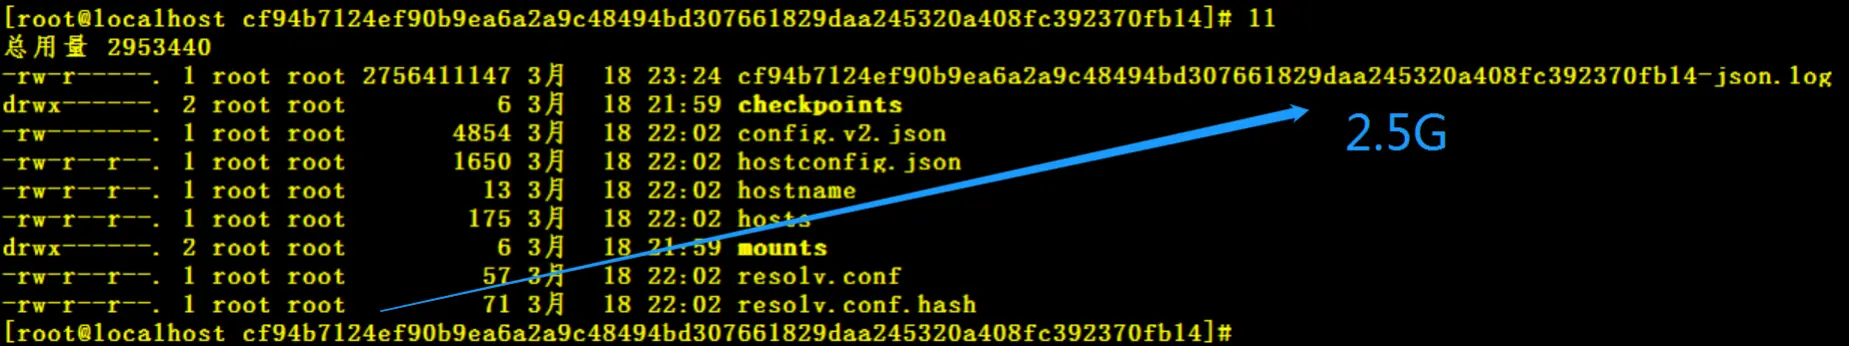 [root@localhost cf94b7124ef90b9ea6a2a9c48494bd307661829daa245320a408fc392370fb14]# ll
总用量 2953440
-rw-r-----. 1 root root 2756411147 3月  18 23:24 cf94b7124ef90b9ea6a2a9c48494bd307661829daa245320a408fc392370fb14-json.log
drwx------. 2 root root          6 3月  18 21:59 checkpoints
-rw-------. 1 root root       4854 3月  18 22:02 config.v2.json
2.5G
-rw-r--r--. 1 root root       1650 3月  18 22:02 hostconfig.json
-rw-r--r--. 1 root root         13 3月  18 22:02 hostname
-rw-r--r--. 1 root root        175 3月  18 22:02 hosts
drwx------. 2 root root          6 3月  18 21:59 mounts
-rw-r--r--. 1 root root         57 3月  18 22:02 resolv.conf
-rw-r--r--. 1 root root         71 3月  18 22:02 resolv.conf.hash
[root@localhost cf94b7124ef90b9ea6a2a9c48494bd307661829daa245320a408fc392370fb14]#